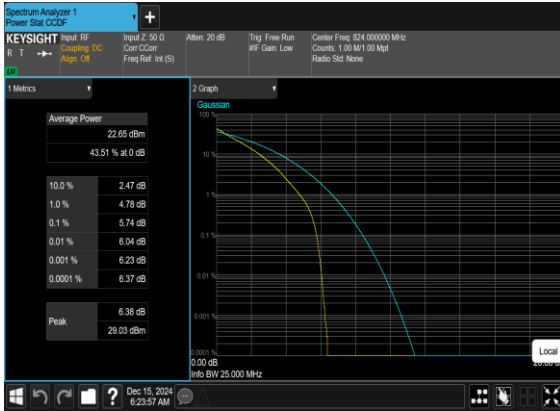 Spectrum Analyzer 1
Power Stat CCDF
KEYSIGHT
R T
Input: RF
Coupling: DC
Align: Off
Input Z: 50 Ω
Corr CCorr
Freq Ref: Int (S)
Atten: 20 dB
Trig: Free Run
#IF Gain: Low
Center Freq: 824.000000 MHz
Counts: 1.00 M/1.00 Mpt
Radio Std: None
1 Metrics
Average Power
22.65 dBm
43.51 % at 0 dB
10.0 % 2.47 dB
1.0 % 4.78 dB
0.1 % 5.74 dB
0.01 % 6.04 dB
0.001 % 6.23 dB
0.0001 % 6.37 dB
Peak
6.38 dB
29.03 dBm
2 Graph
Gaussian
100 %
10 %
1 %
0.1 %
0.01 %
0.001 %
0.0001 %
0.00 dB
Info BW 25.000 MHz
Local
Dec 15, 2024
6:23:57 AM